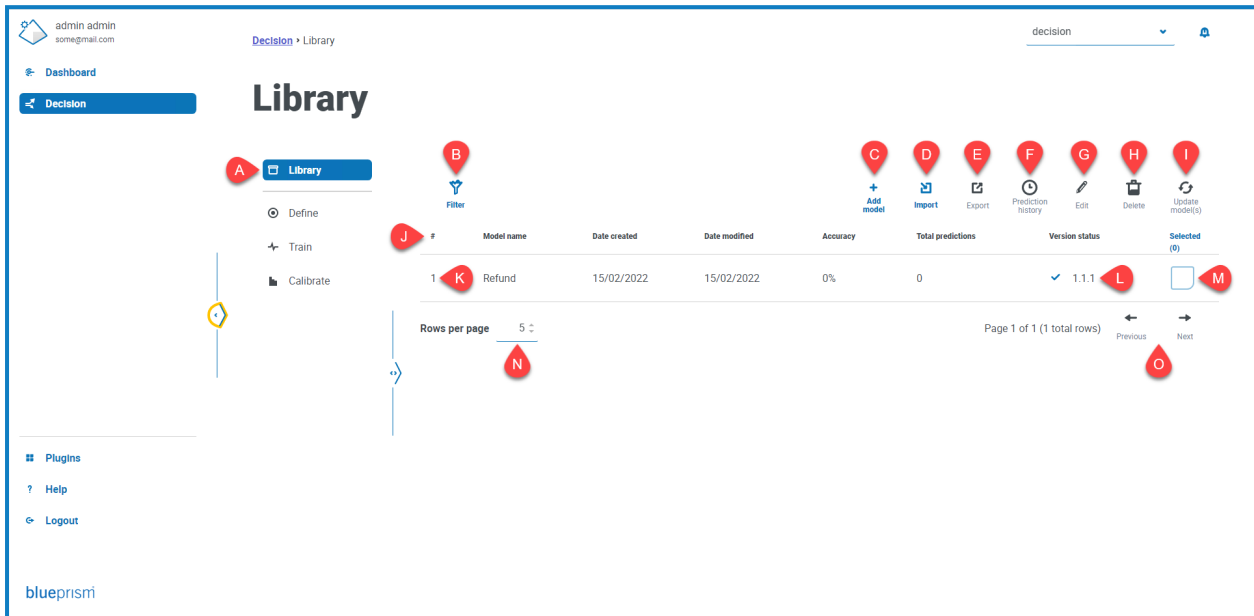 admin admin
some@mail.com
Decision › Library
decision
Dashboard
Decision
Library
A
Library
Define
Train
Calibrate
B
Filter
C
Add
model
D
Import
E
Export
F
Prediction
history
G
Edit
H
Delete
I
Update
model(s)
J
# Model name Date created Date modified Accuracy Total predictions Version status Selected
(0)
1 K Refund 15/02/2022 15/02/2022 0% 0 1.1.1 L M
Rows per page 5
N
Page 1 of 1 (1 total rows)
Previous
Next
O
Plugins
? Help
Logout
blueprism